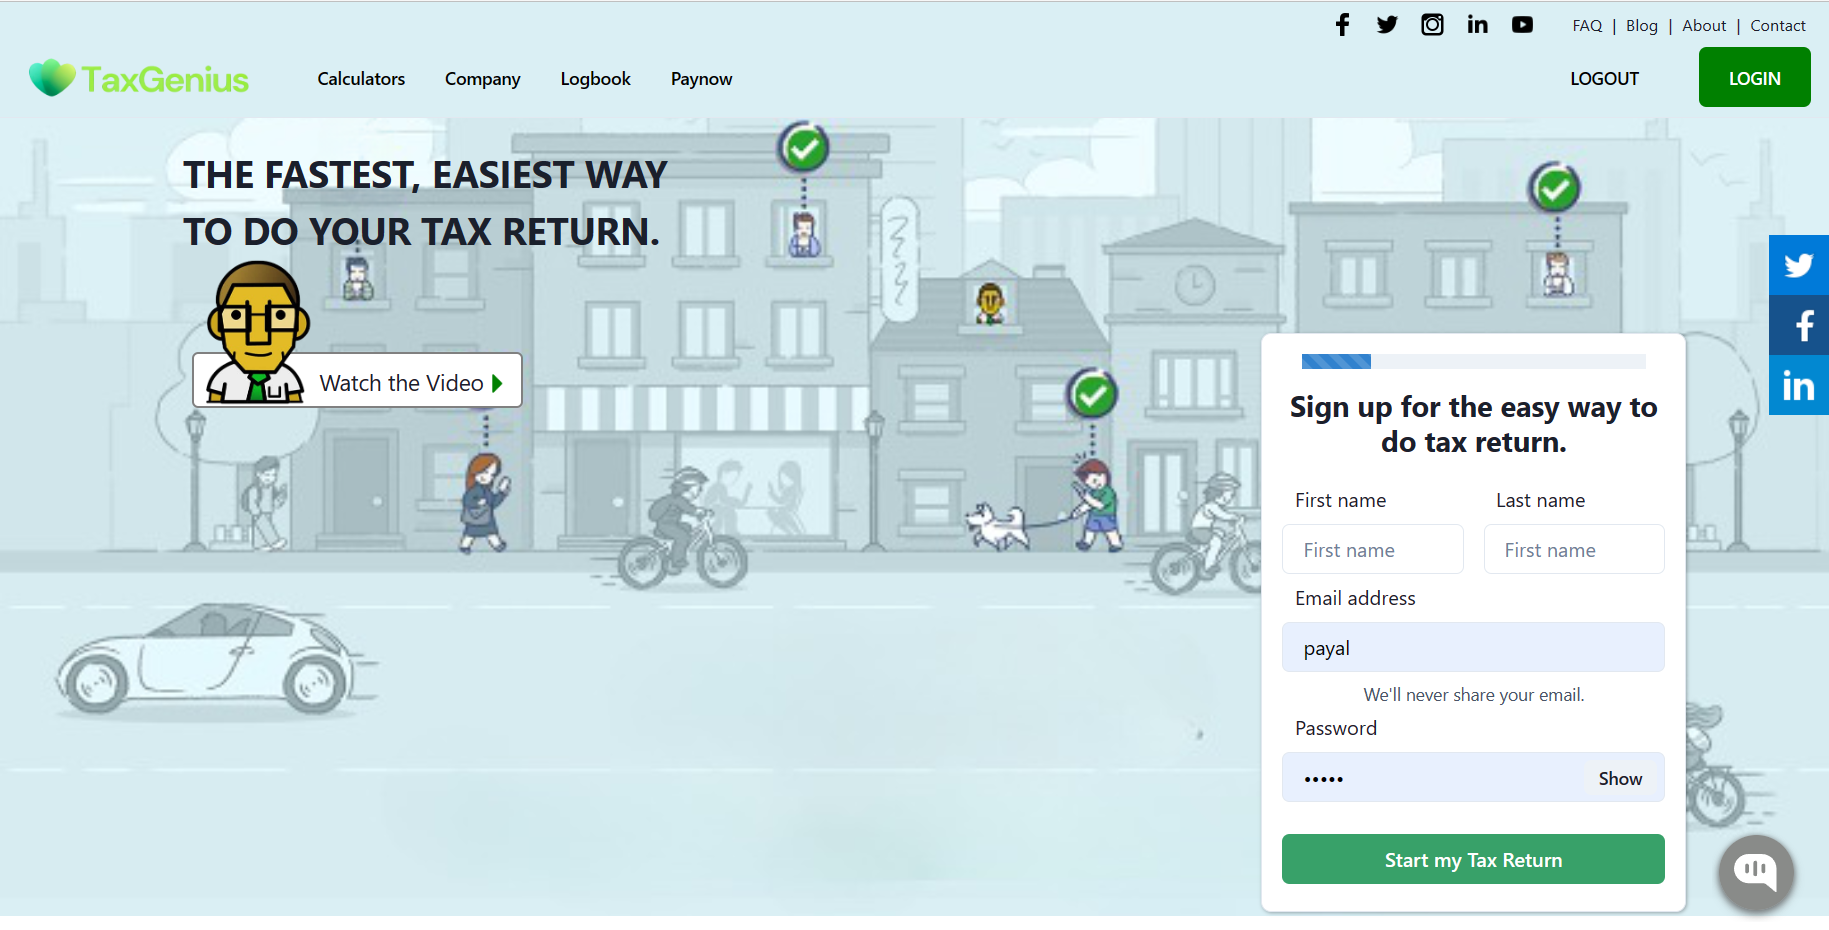 FAQ | Blog | About | Contact
TaxGenius
Calculators Company Logbook Paynow
LOGOUT LOGIN
THE FASTEST, EASIEST WAY
TO DO YOUR TAX RETURN.
Watch the Video
Sign up for the easy way to
do tax return.
First name Last name
First name First name
Email address
payal
We'll never share your email.
Password
••••• Show
Start my Tax Return